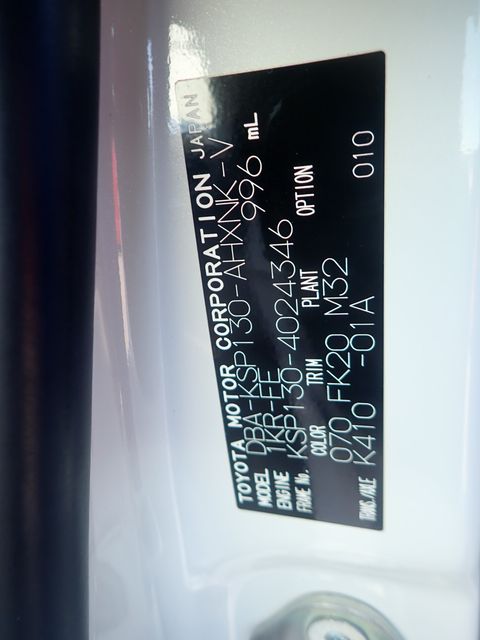 TOYOTA MOTOR CORPORATION JAPAN
MODEL DBA-KSP130-AHXNK-V
ENGINE 1KR-FE 996 mL
FRAME No. KSP130-4024346
COLOR TRIM PLANT OPTION
070 FK20 M32 010
TRANS./AXLE K410 -01A